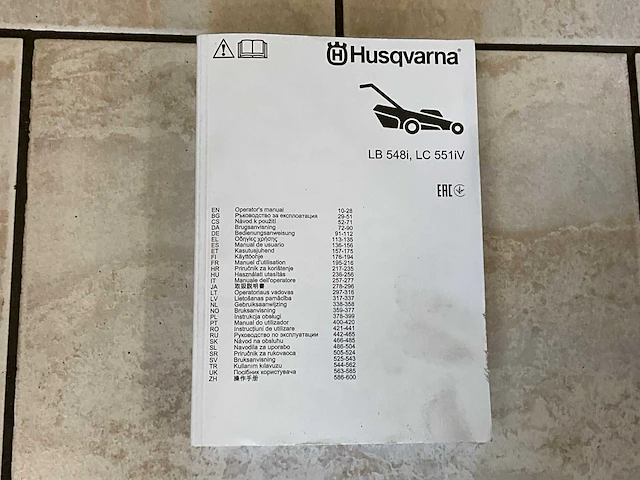 Husqvarna
LB 548i, LC 551iV
EAC
EN Operator's manual 10-28
BG Ръководство за експлоатация 29-51
CS Návod k použití 52-71
DA Brugsanvisning 72-90
DE Bedienungsanweisung 91-112
EL Οδηγίες χρήσης 113-135
ES Manual de usuario 136-156
ET Kasutusjuhend 157-175
FI Käyttöohje 176-194
FR Manuel d'utilisation 195-216
HR Priručnik za korištenje 217-235
HU Használati utasítás 236-256
IT Manuale dell'operatore 257-277
JA 取扱説明書 278-296
LT Operatoriaus vadovas 297-316
LV Lietošanas pamācība 317-337
NL Gebruiksaanwijzing 338-358
NO Bruksanvisning 359-377
PL Instrukcja obsługi 378-399
PT Manual do utilizador 400-420
RO Instrucțiuni de utilizare 421-441
RU Руководство по эксплуатации 442-465
SK Návod na obsluhu 466-485
SL Navodila za uporabo 486-504
SR Priručnik za rukovaoca 505-524
SV Bruksanvisning 525-543
TR Kullanım kılavuzu 544-562
UK Посібник користувача 563-585
ZH 操作手册 586-600